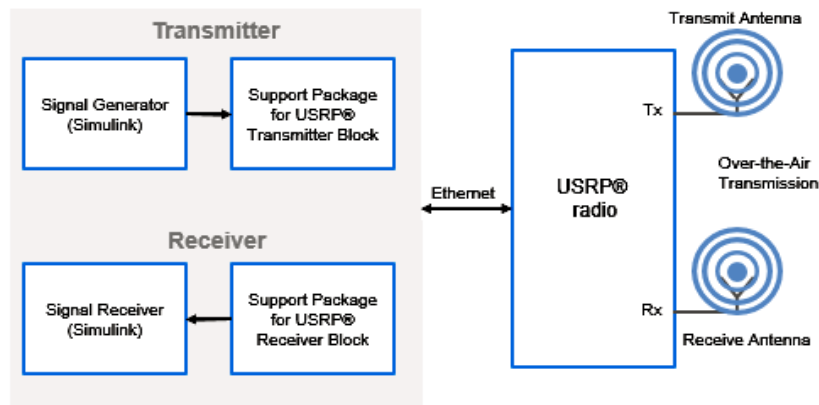 Transmitter
Signal Generator
(Simulink)
Support Package
for USRP®
Transmitter Block
Receiver
Signal Receiver
(Simulink)
Support Package
for USRP®
Receiver Block
Ethernet
USRP®
radio
Tx
Rx
Transmit Antenna
Over-the-Air
Transmission
Receive Antenna